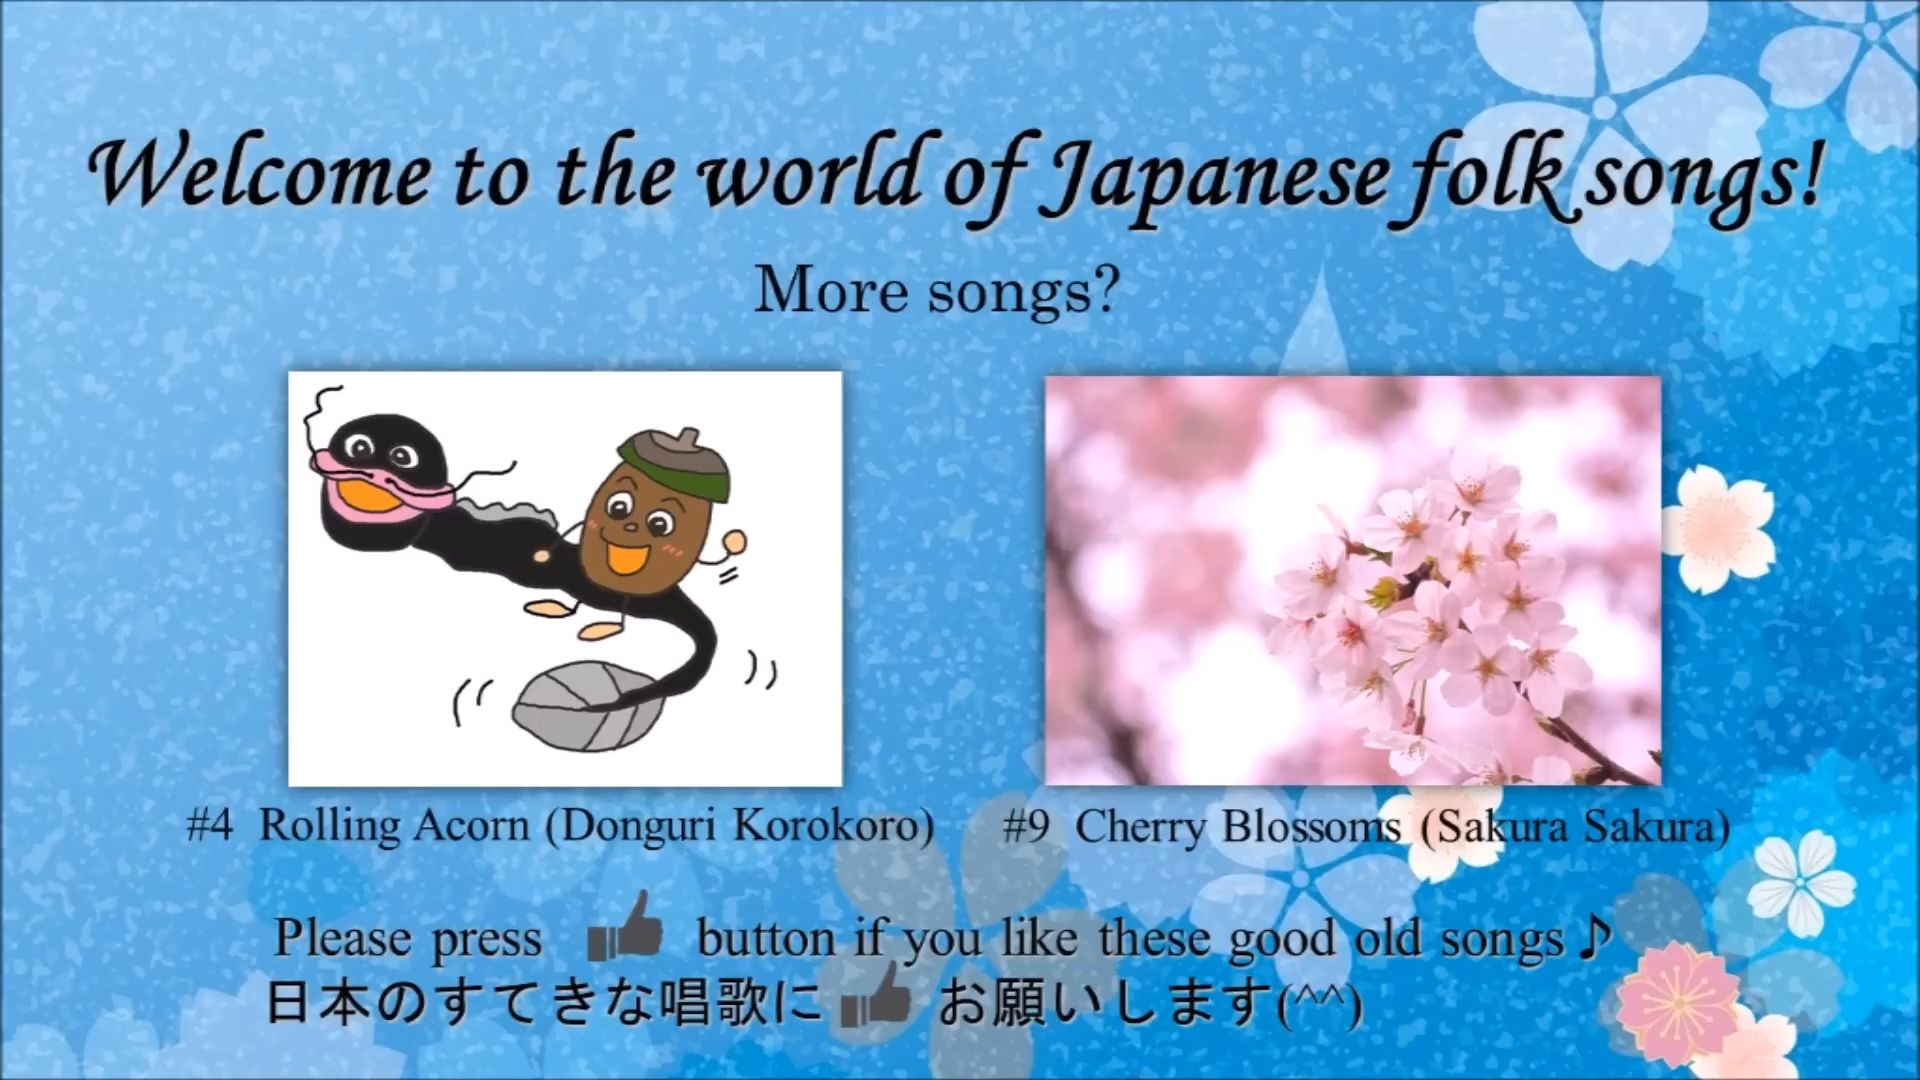 Welcome to the world of Japanese folk songs!
More songs?
#4 Rolling Acorn (Donguri Korokoro)
#9 Cherry Blossoms (Sakura Sakura)
Please press 👍 button if you like these good old songs♪
日本のすてきな唱歌に 👍 お願いします(^^)